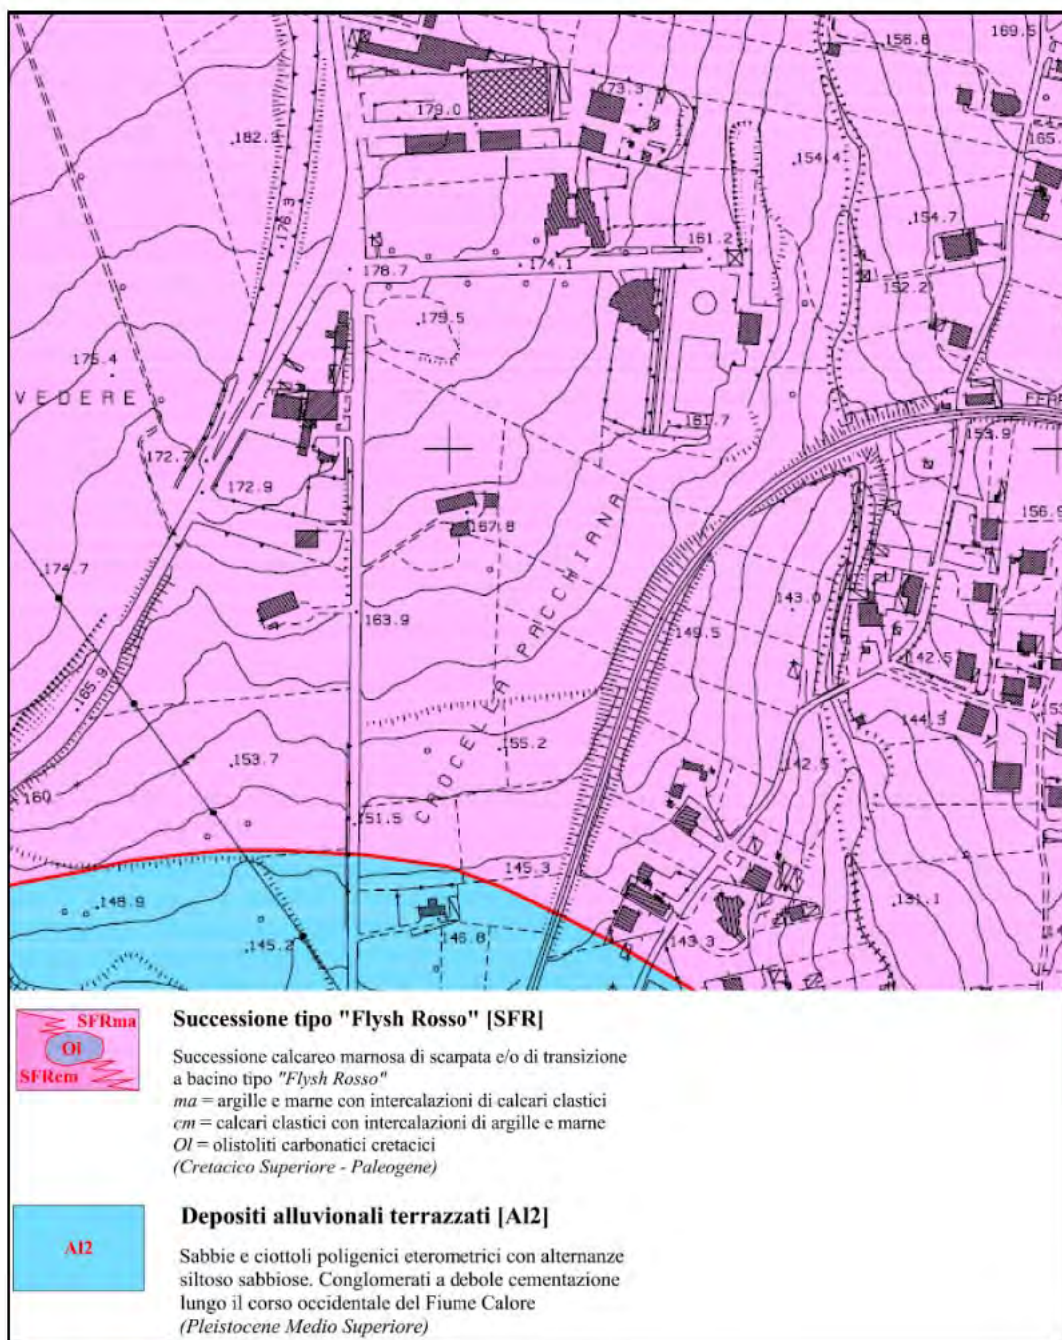 156.8
169.5
179.0
173.3
182.3
154.4
165.
176.3
154.7
161.2
178.7
174.1
152.2
179.5
175.4
VEDERE
161.7
153.9
172.7
172.9
167.8
156.9
174.7
143.0
163.9
149.5
142.5
165.9
144.3
CROCELLA PACCHIANA
155.2
153.7
142.5
160
151.5
145.3
148.9
131.1
146.8
145.2
143.3
SFRma
Ol
SFRcm
Successione tipo "Flysh Rosso" [SFR]
Successione calcareo marnosa di scarpata e/o di transizione
a bacino tipo "Flysh Rosso"
ma = argille e marne con intercalazioni di calcari clastici
cm = calcari clastici con intercalazioni di argille e marne
Ol = olistoliti carbonatici cretacici
(Cretacico Superiore - Paleogene)
Al2
Depositi alluvionali terrazzati [Al2]
Sabbie e ciottoli poligenici eterometrici con alternanze
siltoso sabbiose. Conglomerati a debole cementazione
lungo il corso occidentale del Fiume Calore
(Pleistocene Medio Superiore)